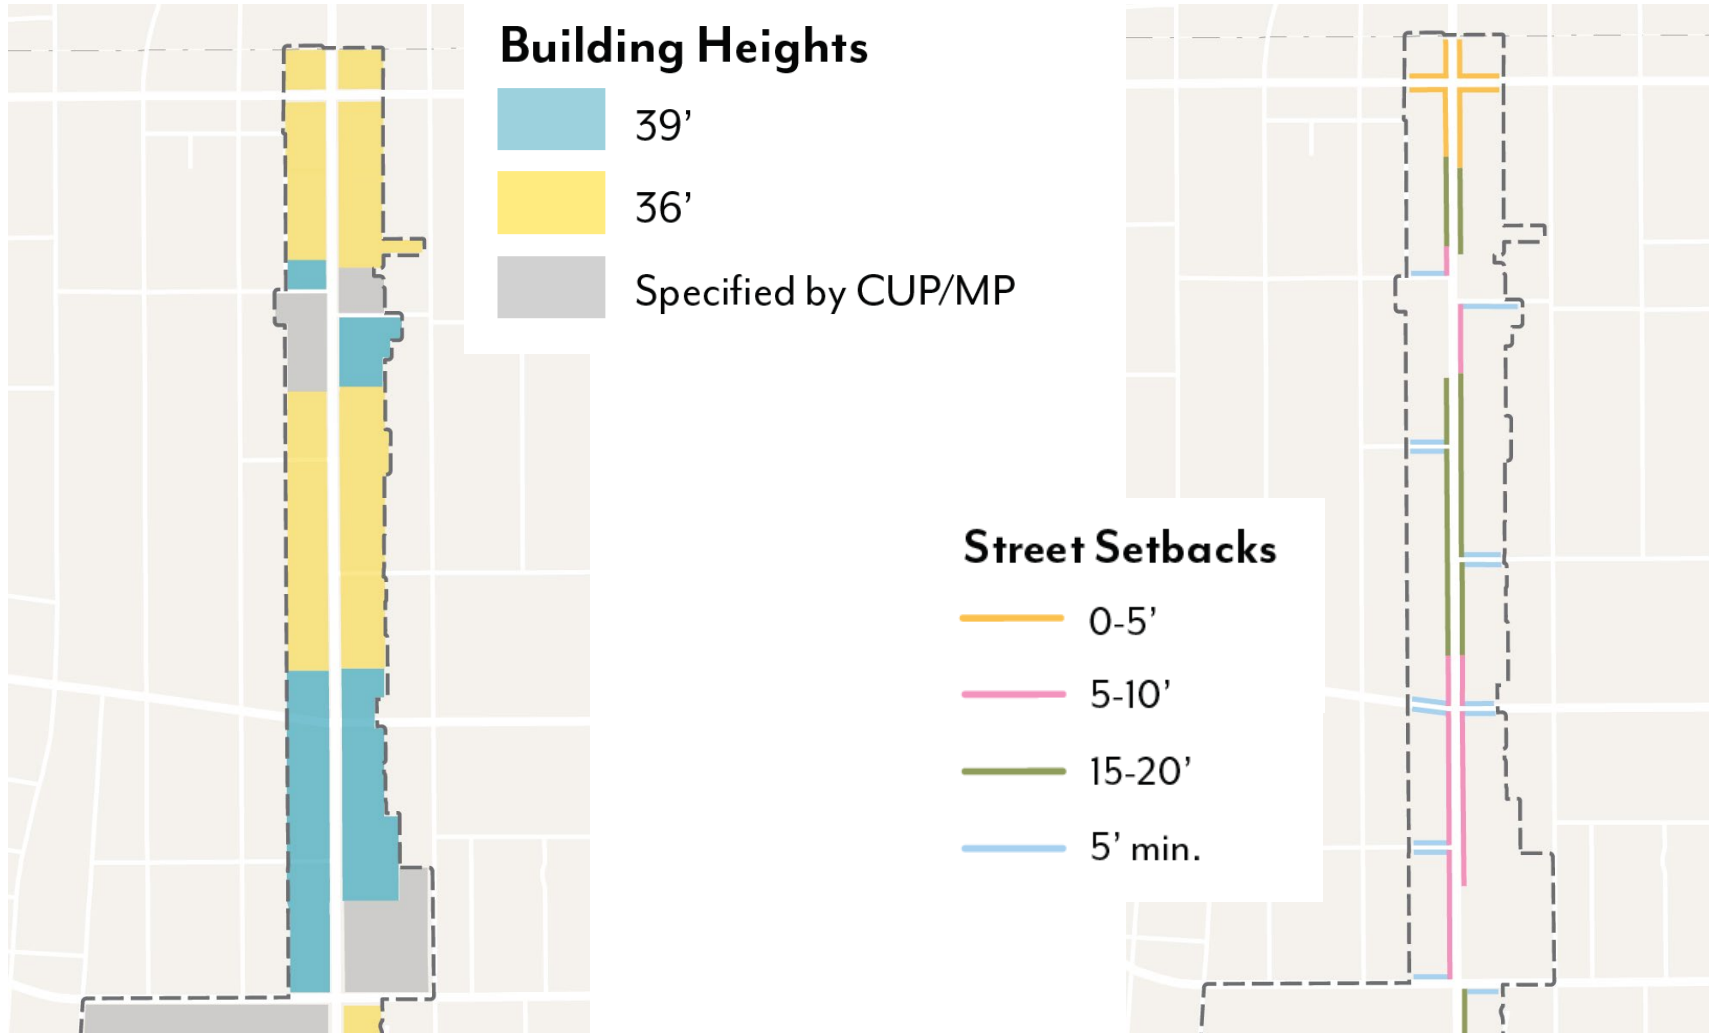 Building Heights
39’
36’
Specified by CUP/MP
Street Setbacks
0-5’
5-10’
15-20’
5’ min.